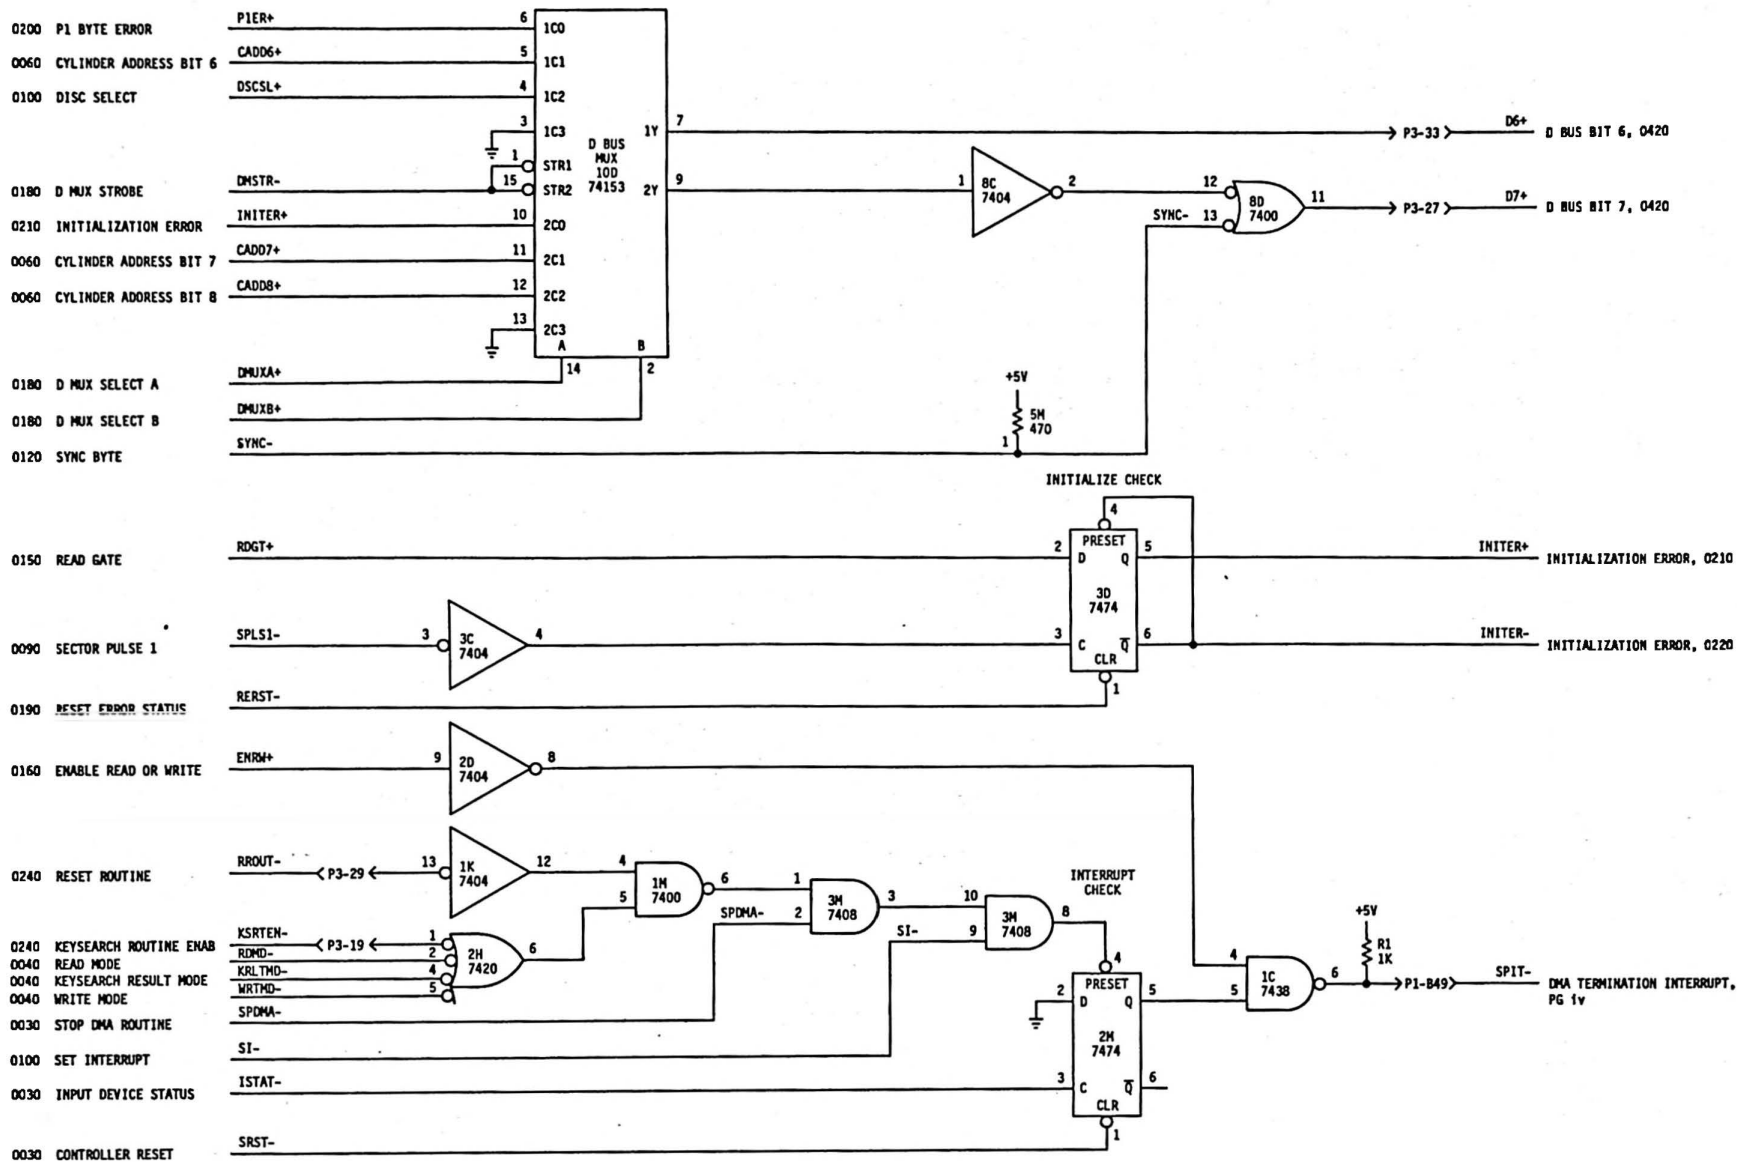 0200 P1 BYTE ERROR P1ER+ 6 1C0
0060 CYLINDER ADDRESS BIT 6 CADD6+ 5 1C1
0100 DISC SELECT DSCSL+ 4 1C2
3 1C3 1Y 7 P3-33 D6+ D BUS BIT 6, 0420
D BUS
MUX
10D
74153
1 STR1
0180 D MUX STROBE DMSTR- 15 STR2 2Y 9 1 8C 7404 2 12 8D 7400 11 P3-27 D7+ D BUS BIT 7, 0420
SYNC- 13
0210 INITIALIZATION ERROR INITER+ 10 2C0
0060 CYLINDER ADDRESS BIT 7 CADD7+ 11 2C1
0060 CYLINDER ADDRESS BIT 8 CADD8+ 12 2C2
13 2C3
A B
14 2
0180 D MUX SELECT A DMUXA+
0180 D MUX SELECT B DMUXB+
+5V
5M
470
1
0120 SYNC BYTE SYNC-
INITIALIZE CHECK
4
PRESET
0150 READ GATE RDGT+ 2 D Q 5 INITER+ INITIALIZATION ERROR, 0210
3D
7474
0090 SECTOR PULSE 1 SPLS1- 3 3C 7404 4 3 C Q 6 INITER- INITIALIZATION ERROR, 0220
CLR
1
0190 RESET ERROR STATUS RERST-
0160 ENABLE READ OR WRITE ENRW+ 9 2D 7404 8
0240 RESET ROUTINE RROUT- P3-29 13 1K 7404 12 4 1M 7400 6 1 3M 7408 3 10 3M 7408 8
5 SPDMA- 2 SI- 9
INTERRUPT
CHECK
0240 KEYSEARCH ROUTINE ENAB KSRTEN- P3-19 1 2H 7420 6
0040 READ MODE RDMD- 2
0040 KEYSEARCH RESULT MODE KRLTMD- 4
0040 WRITE MODE WRTMD- 5
+5V
R1
1K
4
PRESET
2 D Q 5
4 5 1C 7438 6 P1-B49 SPIT- DMA TERMINATION INTERRUPT,
PG iv
0030 STOP DMA ROUTINE SPDMA-
2M
7474
0100 SET INTERRUPT SI-
0030 INPUT DEVICE STATUS ISTAT- 3 C Q 6
CLR
1
0030 CONTROLLER RESET SRST-